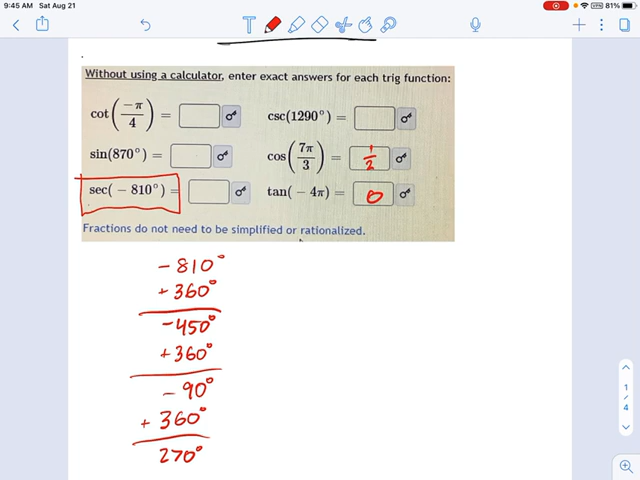 9:45 AM Sat Aug 21
VPN 81%
Without using a calculator, enter exact answers for each trig function:
cot(-π/4) = csc(1290°) =
sin(870°) = cos(7π/3) = 1/2
sec(-810°) = tan(-4π) = 0
Fractions do not need to be simplified or rationalized.
-810°
+360°
-450°
+360°
-90°
+360°
270°
1/4